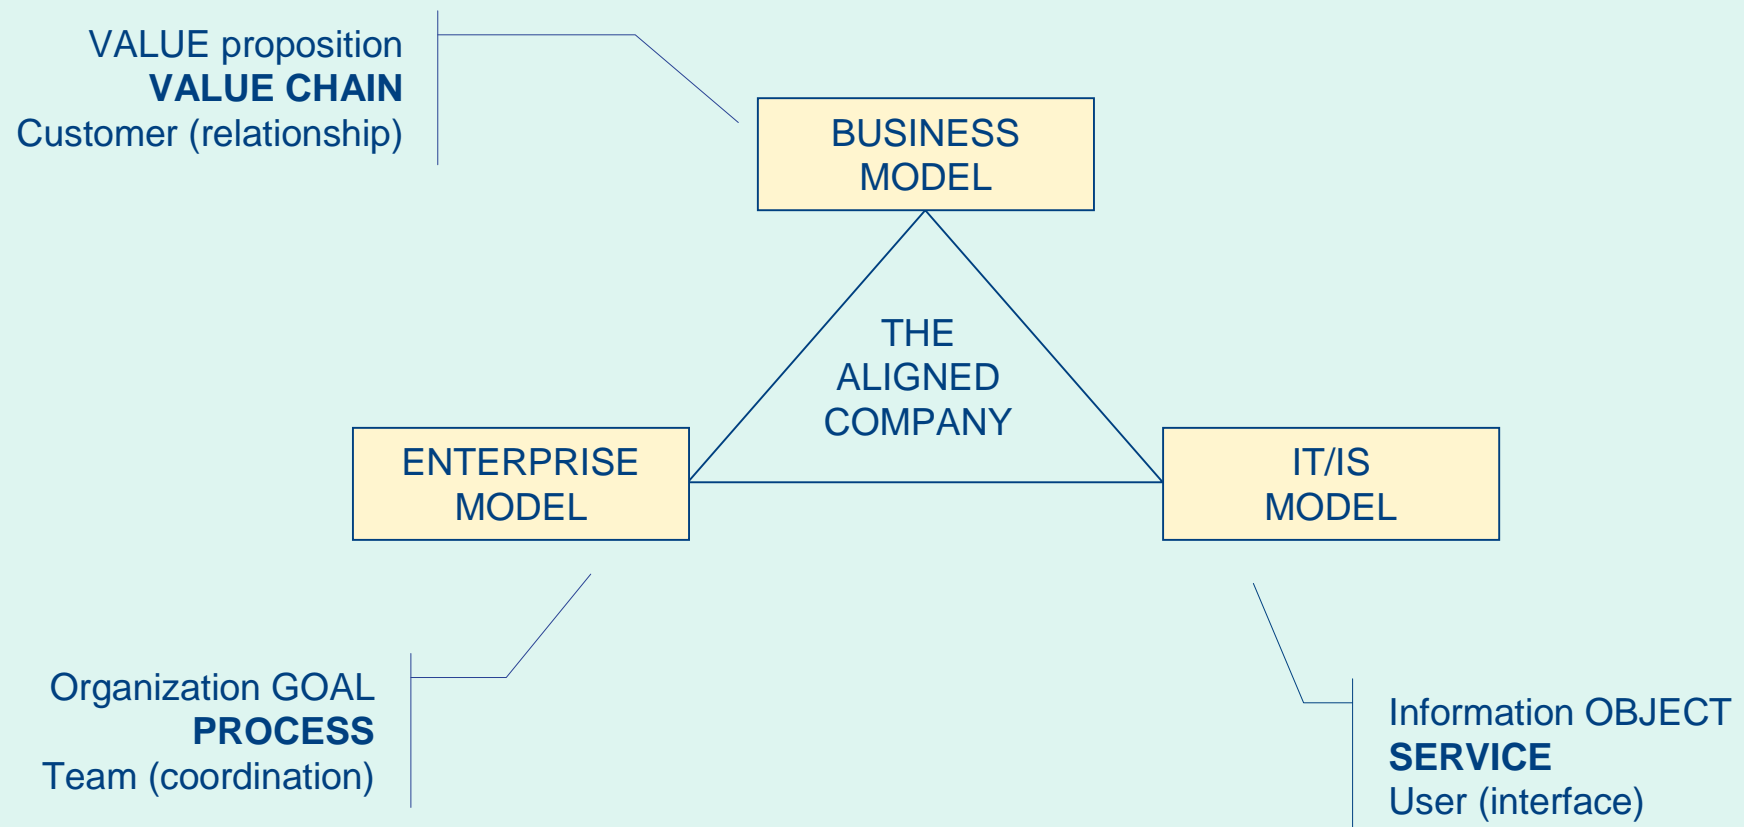 VALUE proposition
VALUE CHAIN
Customer (relationship)
BUSINESS
MODEL
THE
ALIGNED
COMPANY
ENTERPRISE
MODEL
IT/IS
MODEL
Organization GOAL
PROCESS
Team (coordination)
Information OBJECT
SERVICE
User (interface)